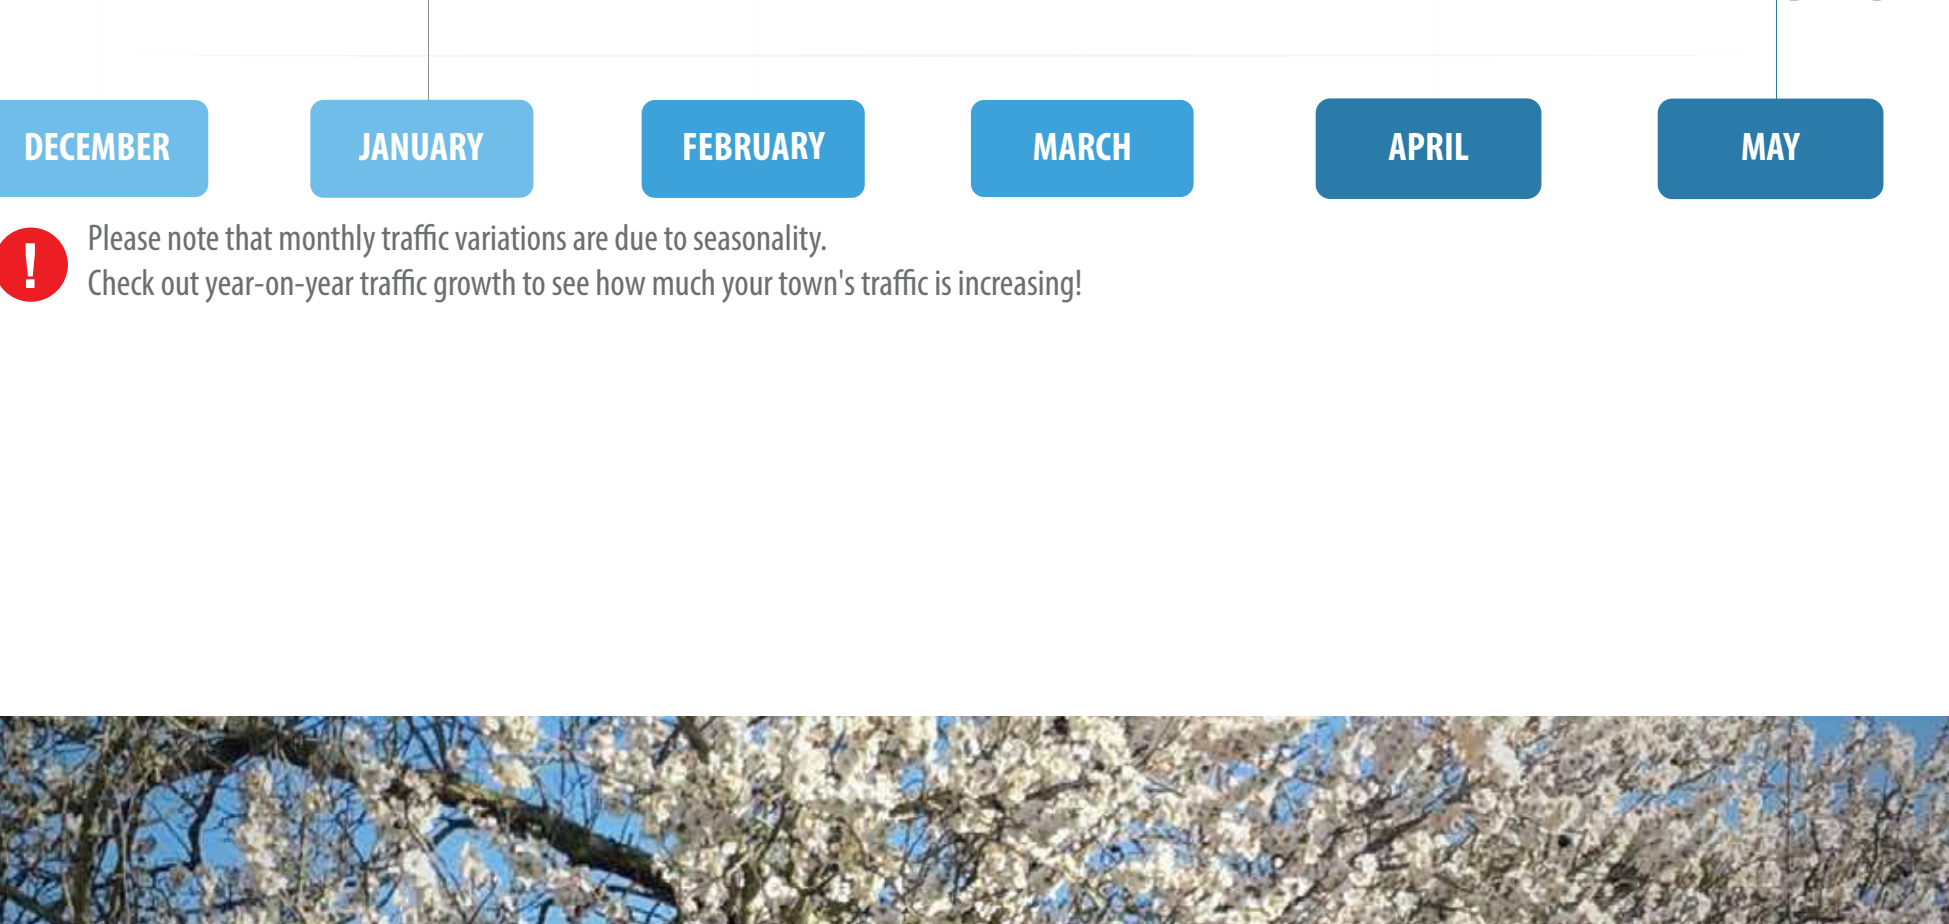 DECEMBER JANUARY FEBRUARY MARCH APRIL MAY
! Please note that monthly traffic variations are due to seasonality.
Check out year-on-year traffic growth to see how much your town's traffic is increasing!